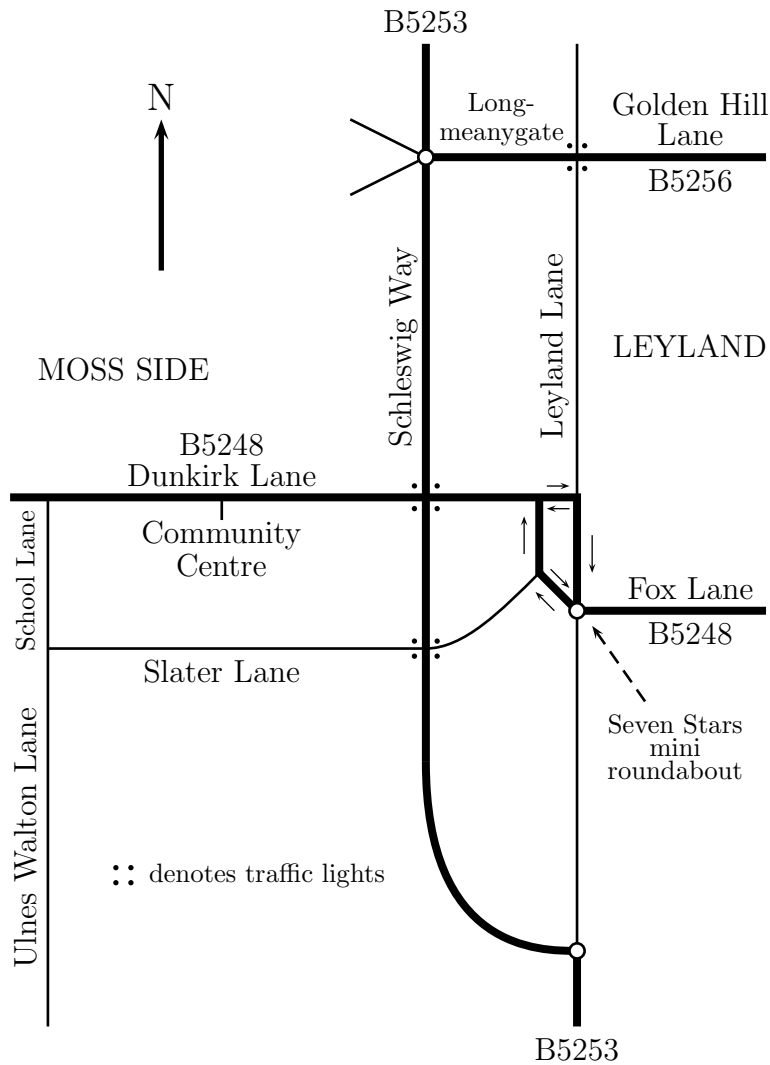 B5253
N
Long-
meanygate
Golden Hill
Lane
B5256
Schleswig Way
Leyland Lane
MOSS SIDE
LEYLAND
B5248
Dunkirk Lane
Community
Centre
School Lane
Fox Lane
B5248
Slater Lane
Seven Stars
mini
roundabout
Ulnes Walton Lane
denotes traffic lights
B5253